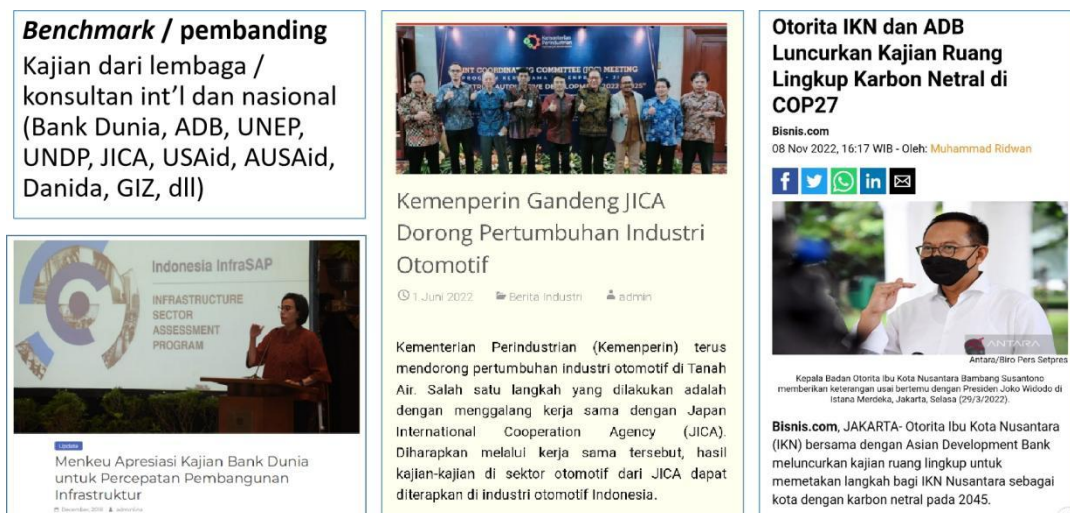 Benchmark / pembanding
Kajian dari lembaga /
konsultan int'l dan nasional
(Bank Dunia, ADB, UNEP,
UNDP, JICA, USAid, AUSAid,
Danida, GIZ, dll)
Indonesia InfraSAP
INFRASTRUCTURE
SECTOR
ASSESSMENT
PROGRAM
Update
Menkeu Apresiasi Kajian Bank Dunia
untuk Percepatan Pembangunan
Infrastruktur
Kementerian
Perindustrian
JOINT COORDINATING COMMITTEE (JCC) MEETING
Kemenperin Gandeng JICA
Dorong Pertumbuhan Industri
Otomotif
1 Juni 2022 Berita Industri admin
Kementerian Perindustrian (Kemenperin) terus
mendorong pertumbuhan industri otomotif di Tanah
Air. Salah satu langkah yang dilakukan adalah
dengan menggalang kerja sama dengan Japan
International Cooperation Agency (JICA).
Diharapkan melalui kerja sama tersebut, hasil
kajian-kajian di sektor otomotif dari JICA dapat
diterapkan di industri otomotif Indonesia.
Otorita IKN dan ADB
Luncurkan Kajian Ruang
Lingkup Karbon Netral di
COP27
Bisnis.com
08 Nov 2022, 16:17 WIB - Oleh: Muhammad Ridwan
ANTARA
Antara/Biro Pers Setpres
Kepala Badan Otorita Ibu Kota Nusantara Bambang Susantono
memberikan keterangan usai bertemu dengan Presiden Joko Widodo di
Istana Merdeka, Jakarta, Selasa (29/3/2022).
Bisnis.com, JAKARTA- Otorita Ibu Kota Nusantara
(IKN) bersama dengan Asian Development Bank
meluncurkan kajian ruang lingkup untuk
memetakan langkah bagi IKN Nusantara sebagai
kota dengan karbon netral pada 2045.